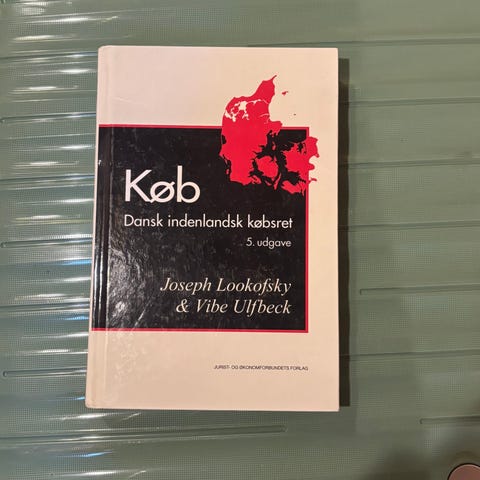 Køb
Dansk indenlandsk købsret
5. udgave
Joseph Lookofsky
& Vibe Ulfbeck
JURIST- OG ØKONOMFORBUNDETS FORLAG